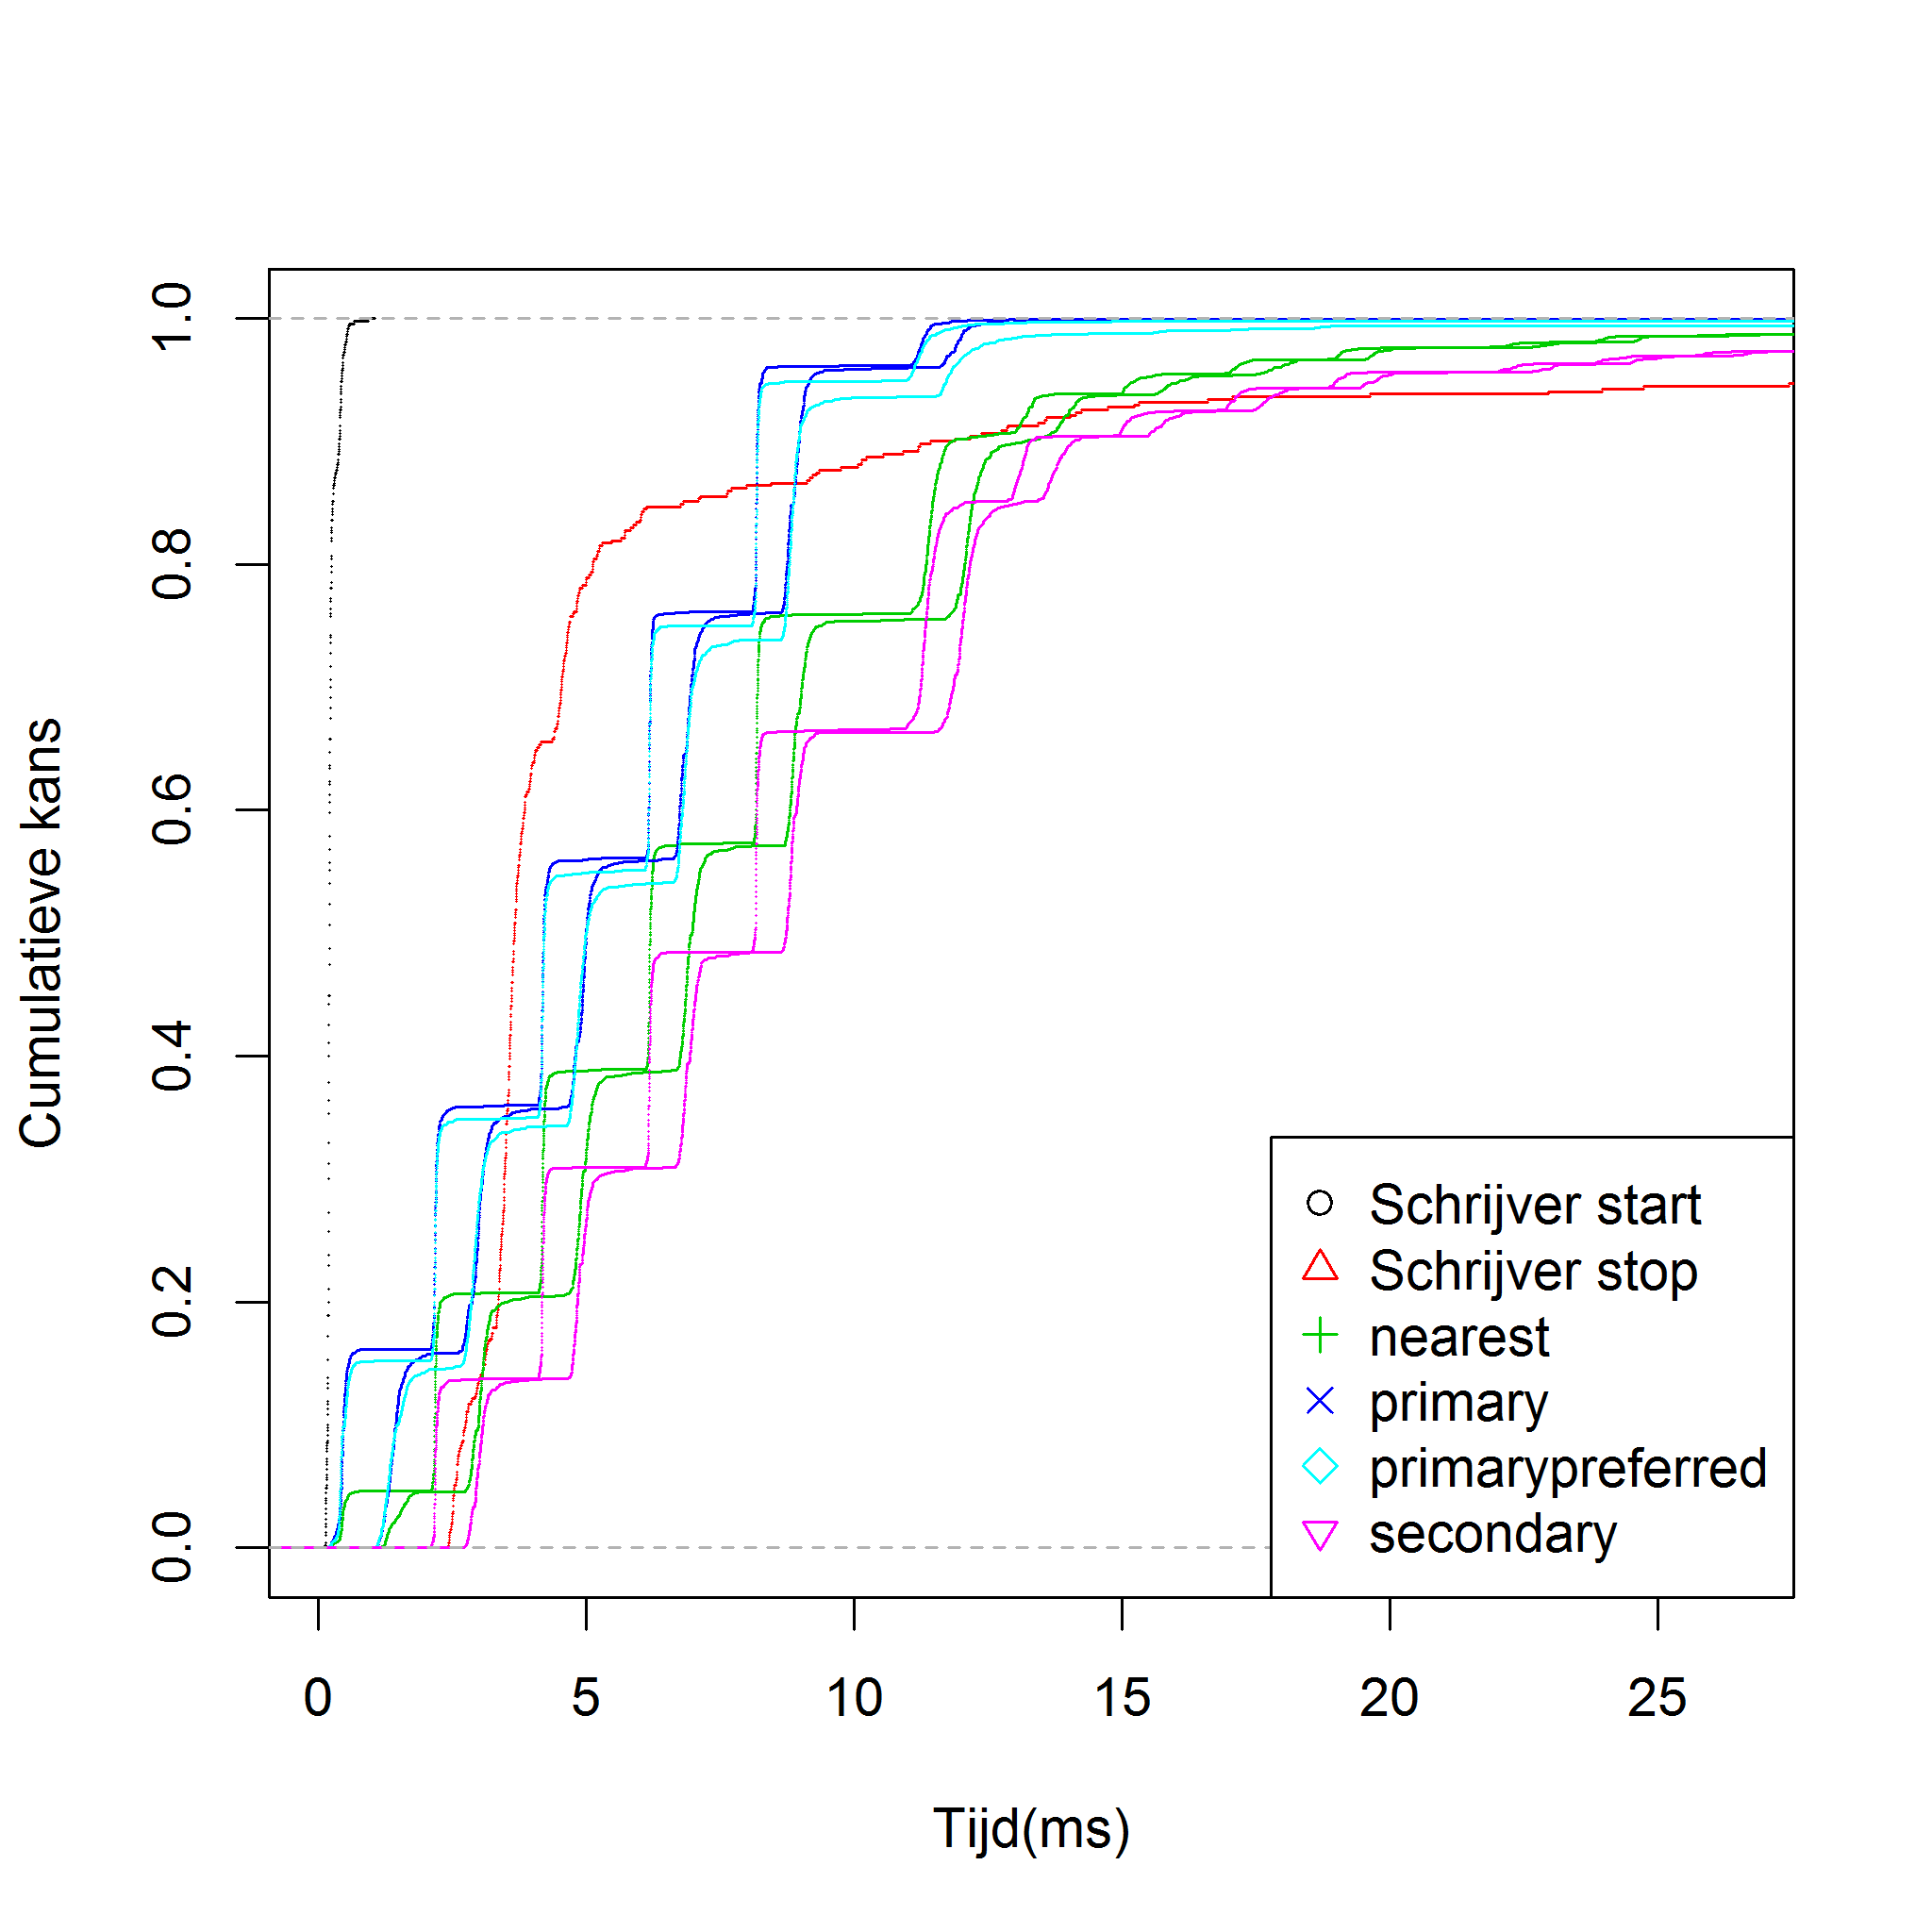 1.0
0.8
0.6
0.4
0.2
0.0
Cumulatieve kans
0 5 10 15 20 25
Tijd(ms)
Schrijver start
Schrijver stop
nearest
primary
primarypreferred
secondary